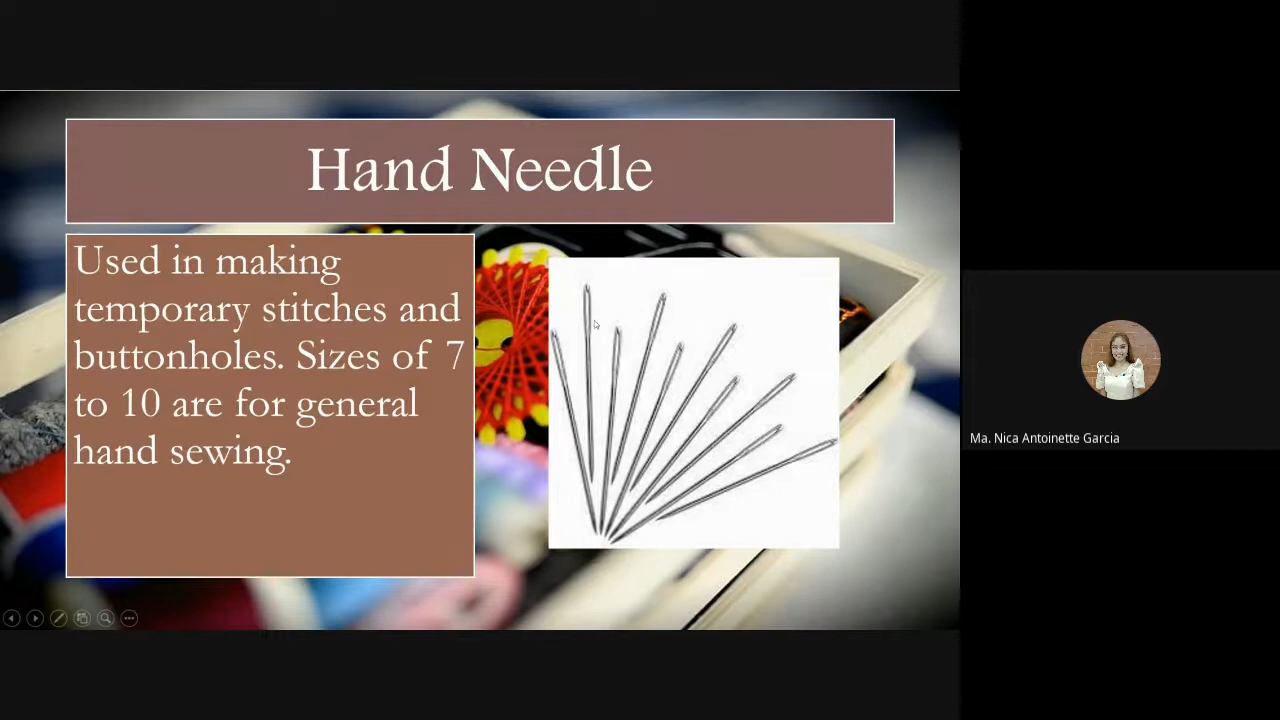 Hand Needle
Used in making
temporary stitches and
buttonholes. Sizes of 7
to 10 are for general
hand sewing.
Ma. Nica Antoinette Garcia